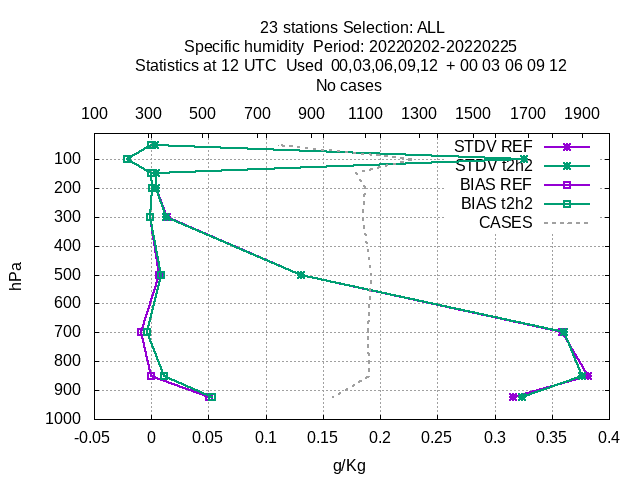 23 stations Selection: ALL
Specific humidity  Period: 20220202-20220225
Statistics at 12 UTC  Used  00,03,06,09,12  + 00 03 06 09 12
No cases
100 300 500 700 900 1100 1300 1500 1700 1900
STDV REF
STDV t2h2
BIAS REF
BIAS t2h2
CASES
100
200
300
400
500
600
700
800
900
1000
hPa
-0.05 0 0.05 0.1 0.15 0.2 0.25 0.3 0.35 0.4
g/Kg